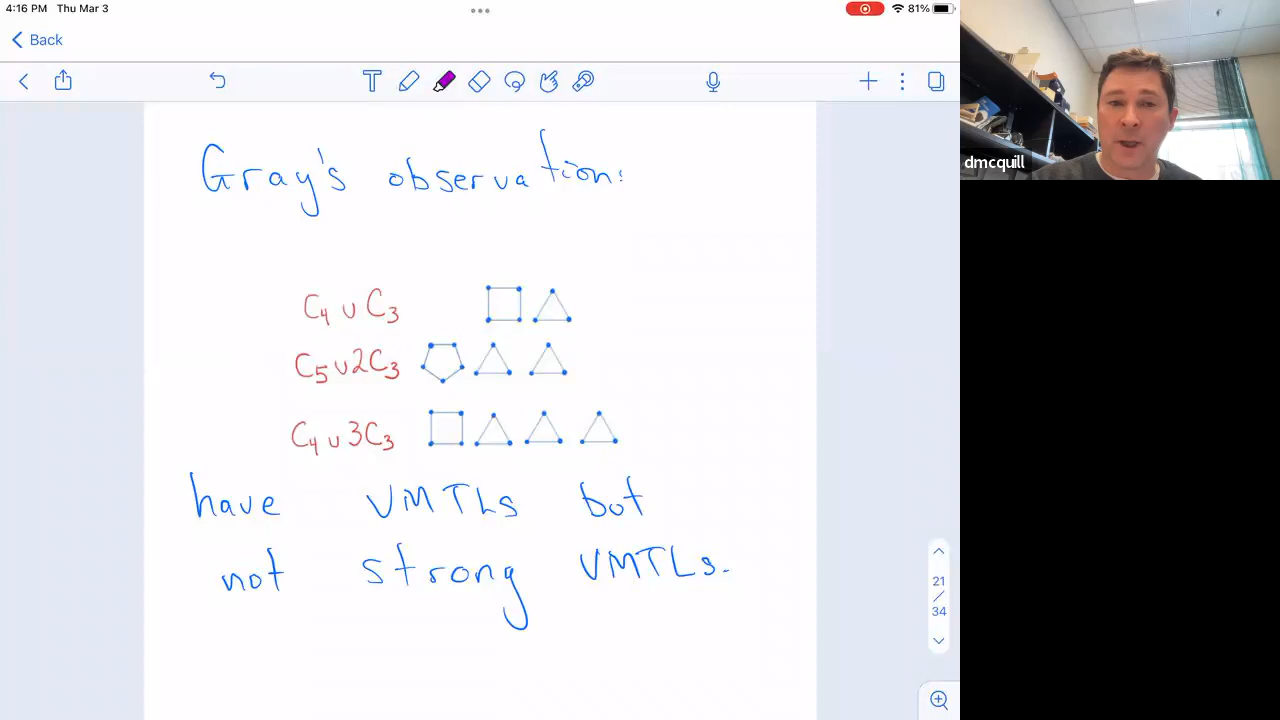 4:16 PM Thu Mar 3
81%
Back
T
Gray's observation:
C₄ ∪ C₃
C₅ ∪ 2C₃
C₄ ∪ 3C₃
have VMTLs but
not strong VMTLs.
21
/
34
dmcquill